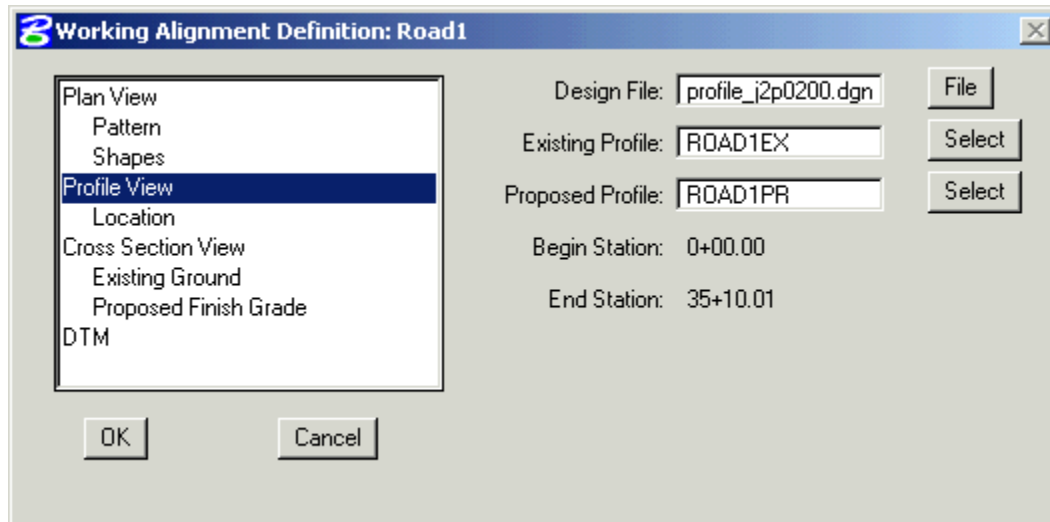 Working Alignment Definition: Road1
Plan View
Pattern
Shapes
Profile View
Location
Cross Section View
Existing Ground
Proposed Finish Grade
DTM
Design File: profile_j2p0200.dgn File
Existing Profile: ROAD1EX Select
Proposed Profile: ROAD1PR Select
Begin Station: 0+00.00
End Station: 35+10.01
OK Cancel